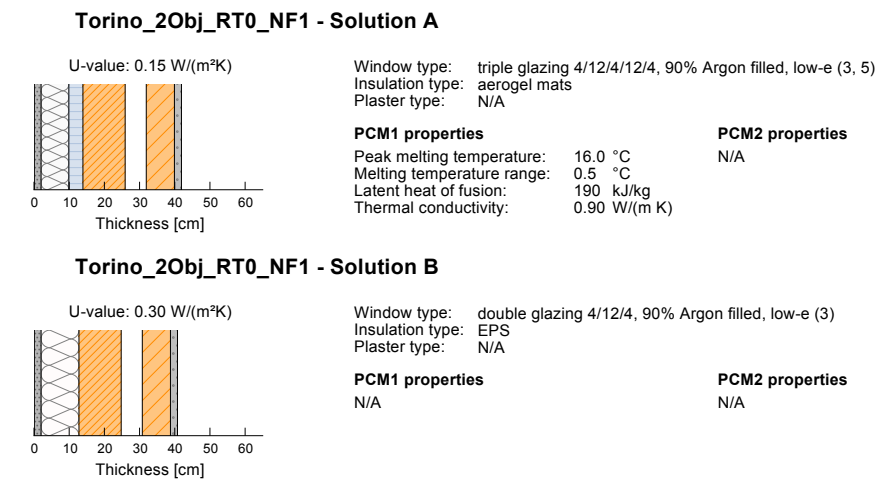 Torino_2Obj_RT0_NF1 - Solution A
U-value: 0.15 W/(m²K)
0 10 20 30 40 50 60
Thickness [cm]
Window type: triple glazing 4/12/4/12/4, 90% Argon filled, low-e (3, 5)
Insulation type: aerogel mats
Plaster type: N/A
PCM1 properties PCM2 properties
Peak melting temperature: 16.0 °C N/A
Melting temperature range: 0.5 °C
Latent heat of fusion: 190 kJ/kg
Thermal conductivity: 0.90 W/(m K)
Torino_2Obj_RT0_NF1 - Solution B
U-value: 0.30 W/(m²K)
0 10 20 30 40 50 60
Thickness [cm]
Window type: double glazing 4/12/4, 90% Argon filled, low-e (3)
Insulation type: EPS
Plaster type: N/A
PCM1 properties PCM2 properties
N/A N/A